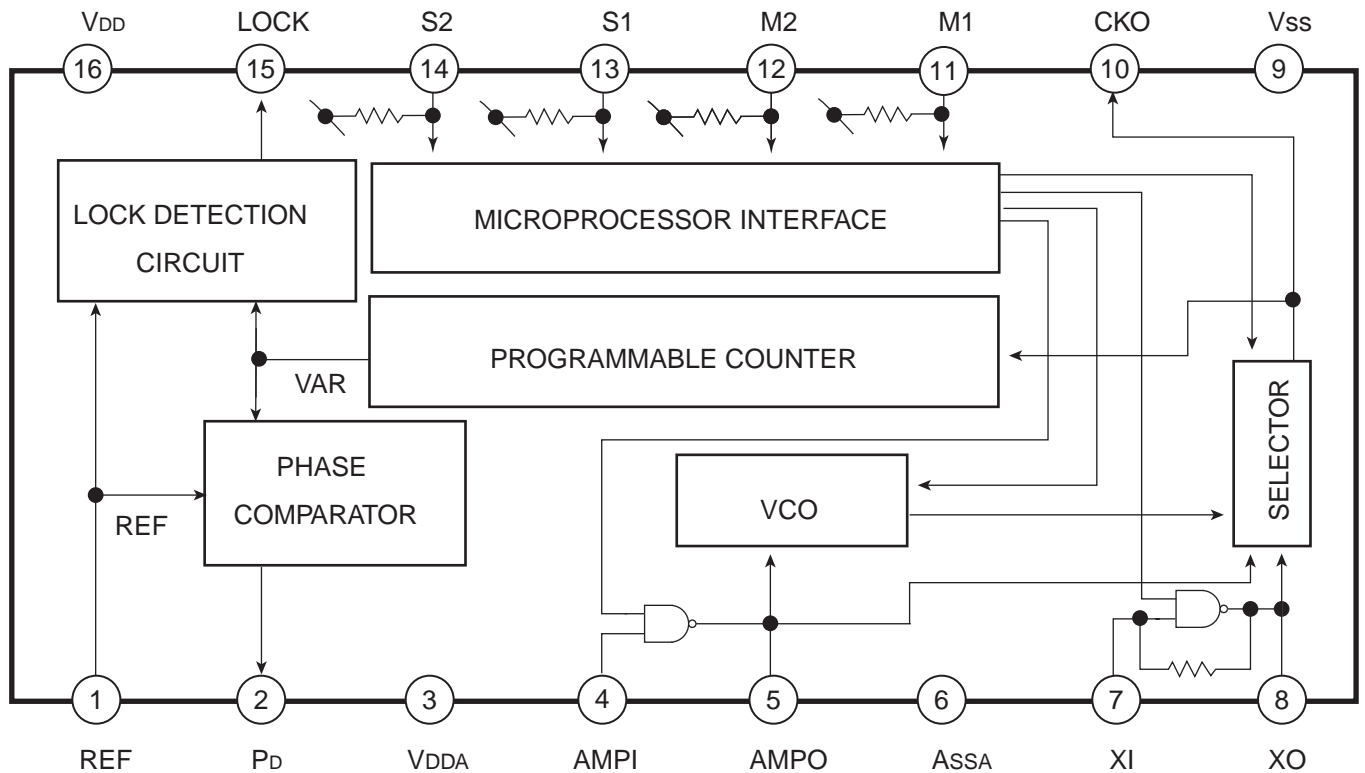 VDD LOCK S2 S1 M2 M1 CKO Vss
16 15 14 13 12 11 10 9
LOCK DETECTION
CIRCUIT
MICROPROCESSOR INTERFACE
PROGRAMMABLE COUNTER
VAR
SELECTOR
PHASE
COMPARATOR
REF
VCO
1 2 3 4 5 6 7 8
REF PD VDDA AMPI AMPO ASSA XI XO